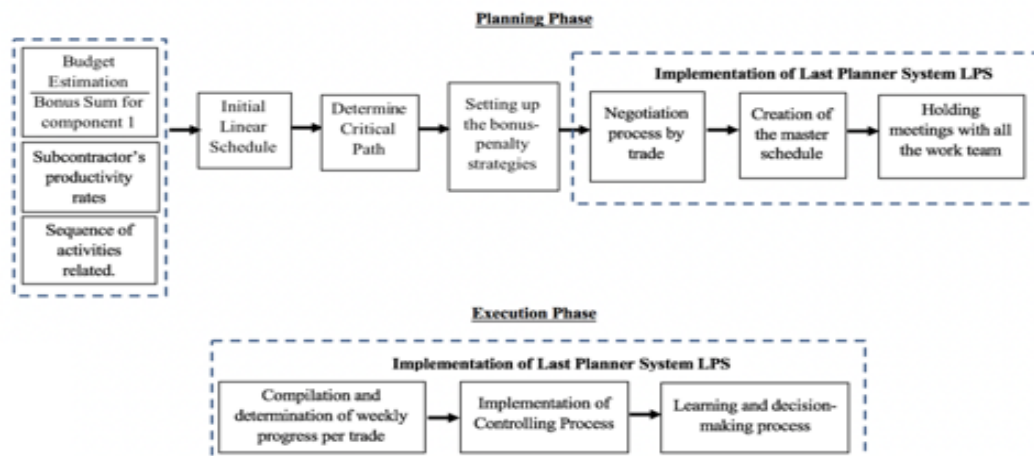 Planning Phase
Budget
Estimation
Bonus Sum for
component 1
Subcontractor's
productivity
rates
Sequence of
activities
related.
Initial
Linear
Schedule
Determine
Critical
Path
Setting up
the bonus-
penalty
strategies
Implementation of Last Planner System LPS
Negotiation
process by
trade
Creation of
the master
schedule
Holding
meetings with all
the work team
Execution Phase
Implementation of Last Planner System LPS
Compilation and
determination of weekly
progress per trade
Implementation of
Controlling Process
Learning and decision-
making process